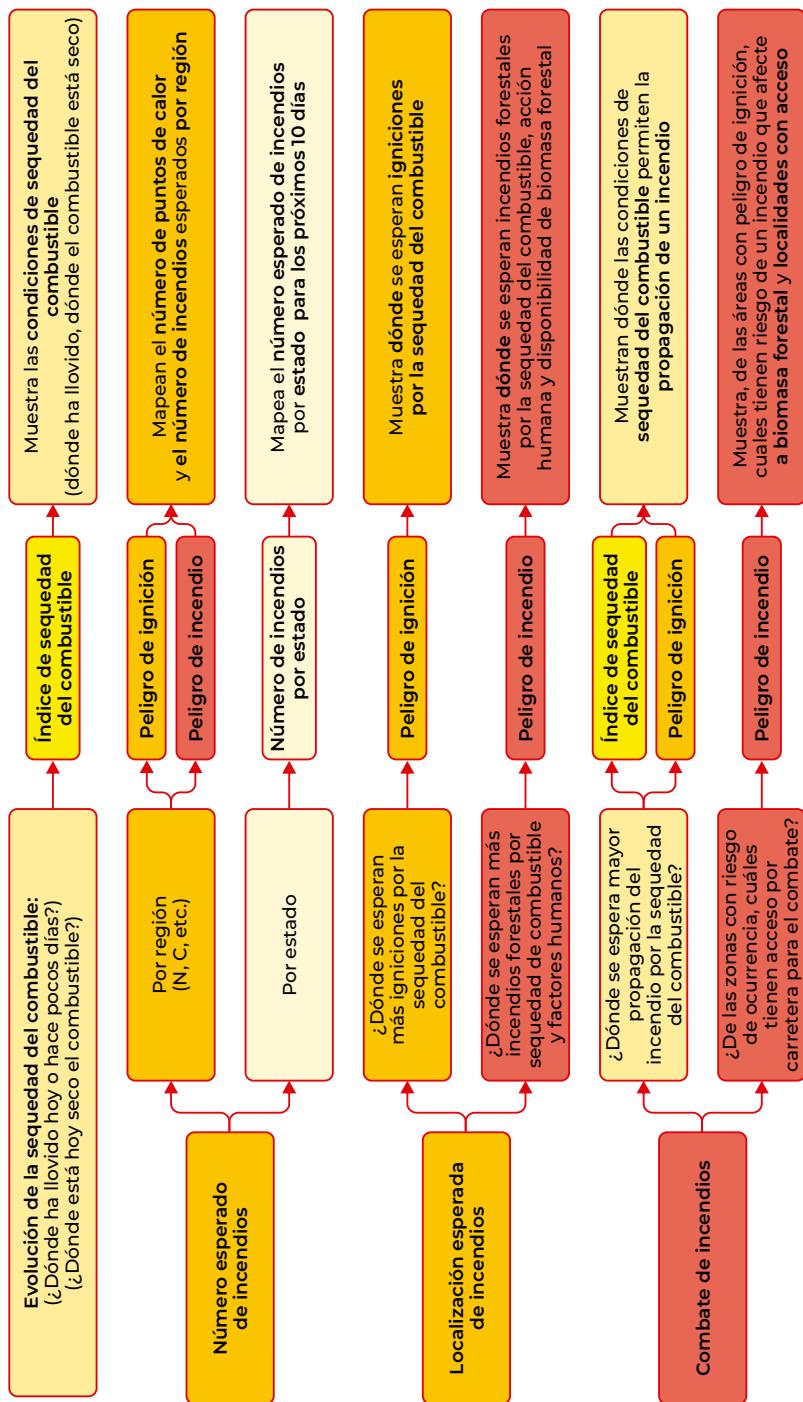 Evolución de la sequedad del combustible:
(¿Dónde ha llovido hoy o hace pocos días?)
(¿Dónde está hoy seco el combustible?)
Índice de sequedad
del combustible
Muestra las condiciones de sequedad del
combustible
(dónde ha llovido, dónde el combustible está seco)
Número esperado
de incendios
Por región
(N, C, etc.)
Peligro de ignición
Peligro de incendio
Mapean el número de puntos de calor
y el número de incendios esperados por región
Por estado
Número de incendios
por estado
Mapea el número esperado de incendios
por estado para los próximos 10 días
Localización esperada
de incendios
¿Dónde se esperan
más igniciones por la
sequedad del
combustible?
Peligro de ignición
Muestra dónde se esperan igniciones
por la sequedad del combustible
¿Dónde se esperan más
incendios forestales por
sequedad de combustible
y factores humanos?
Peligro de incendio
Muestra dónde se esperan incendios forestales
por la sequedad del combustible, acción
humana y disponibilidad de biomasa forestal
Combate de incendios
¿Dónde se espera mayor
propagación del
incendio por la sequedad
del combustible?
Índice de sequedad
del combustible
Peligro de ignición
Muestran dónde las condiciones de
sequedad del combustible permiten la
propagación de un incendio
¿De las zonas con riesgo
de ocurrencia, cuáles
tienen acceso por
carretera para el combate?
Peligro de incendio
Muestra, de las áreas con peligro de ignición,
cuales tienen riesgo de un incendio que afecte
a biomasa forestal y localidades con acceso